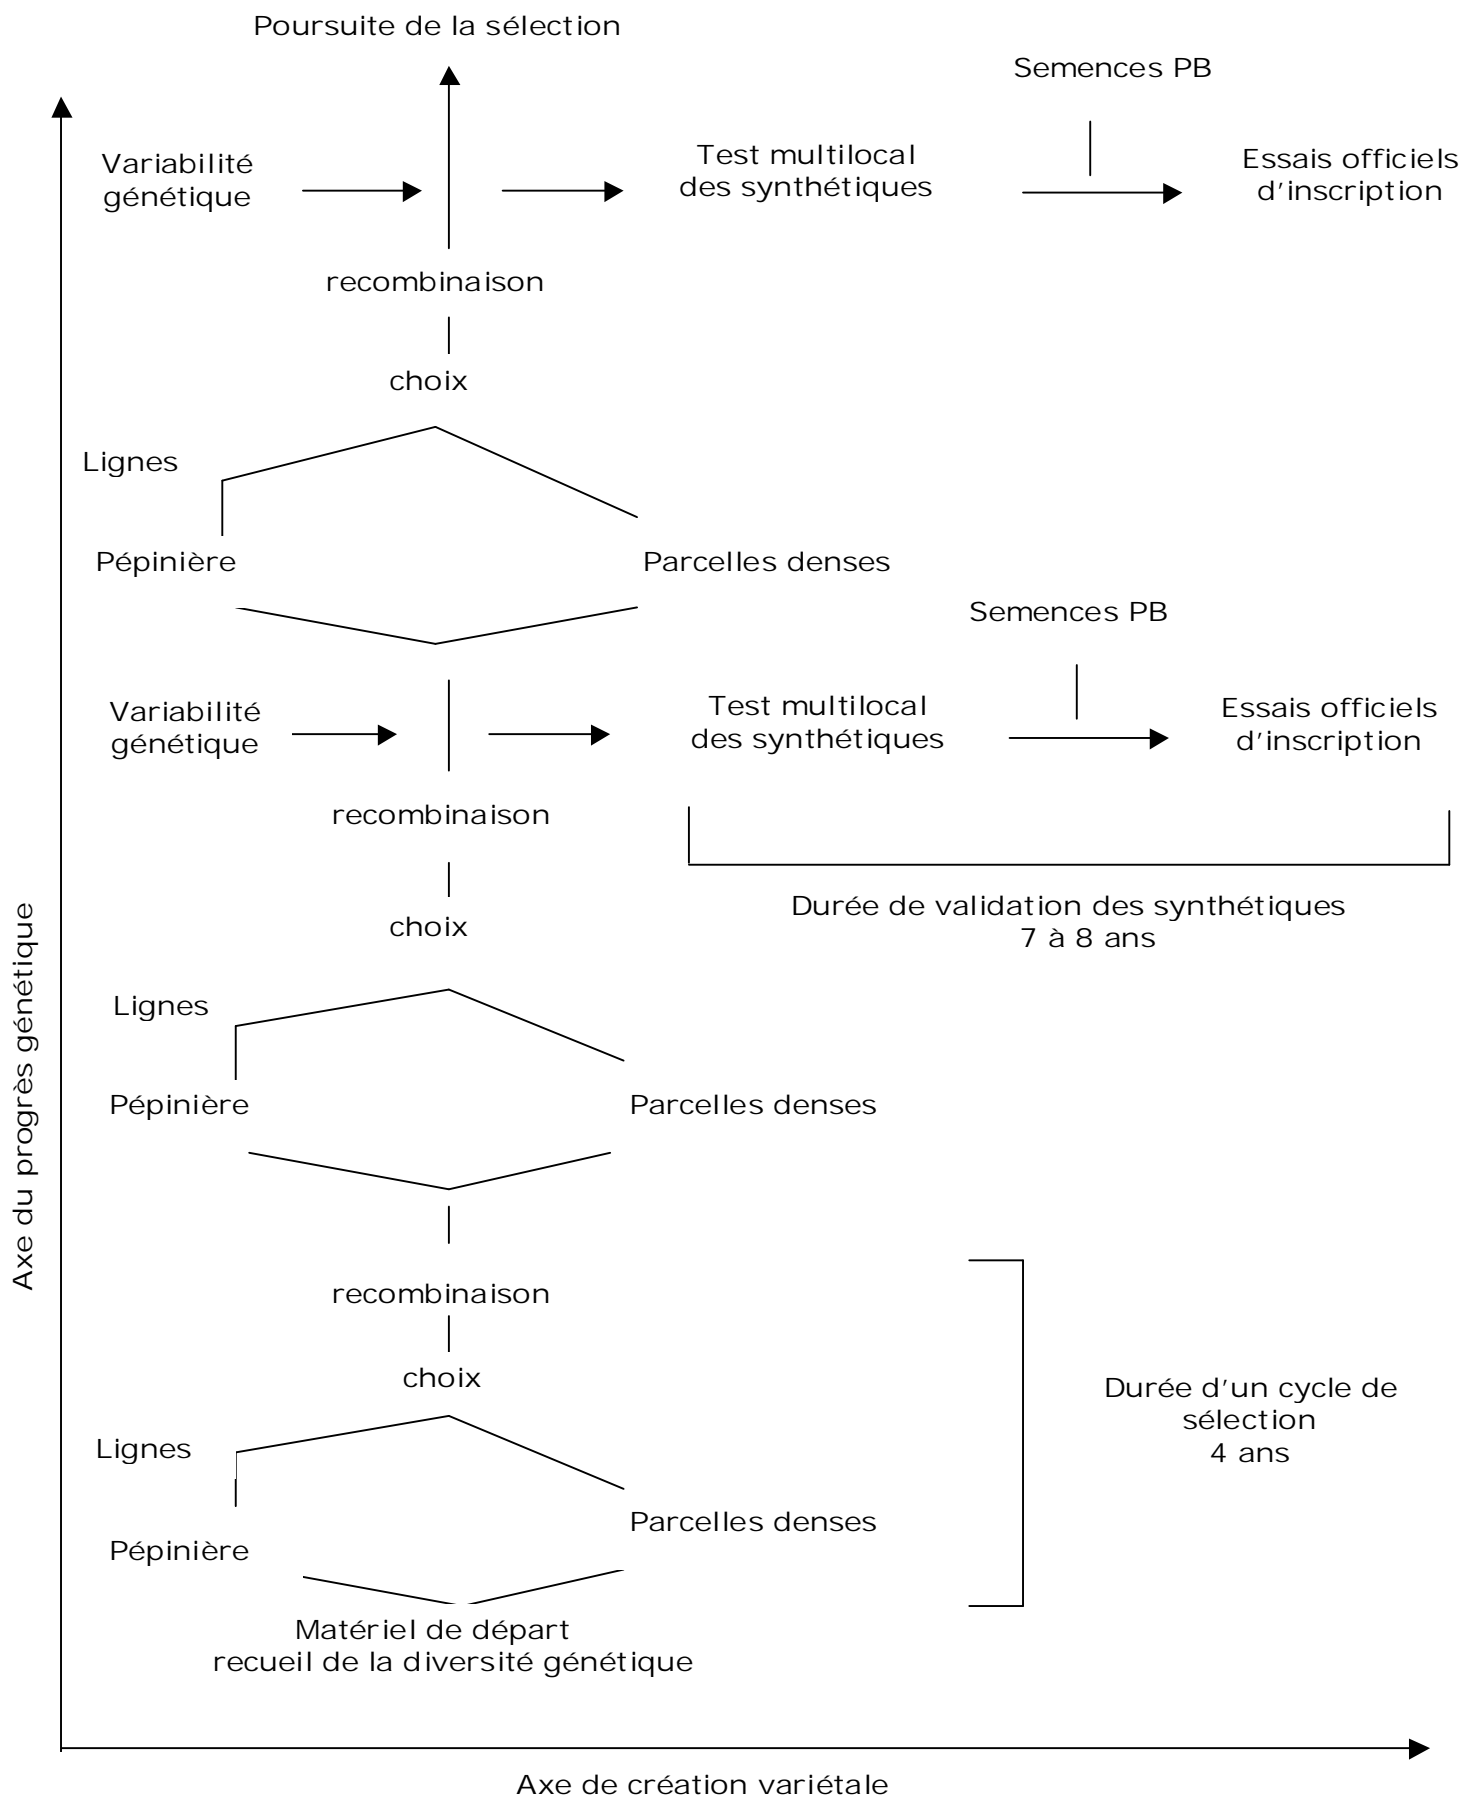 Poursuite de la sélection
Semences PB
Variabilité
génétique
Test multilocal
des synthétiques
Essais officiels
d'inscription
recombinaison
choix
Lignes
Pépinière
Parcelles denses
Semences PB
Variabilité
génétique
Test multilocal
des synthétiques
Essais officiels
d'inscription
recombinaison
Durée de validation des synthétiques
7 à 8 ans
choix
Lignes
Pépinière
Parcelles denses
recombinaison
choix
Durée d'un cycle de
sélection
4 ans
Lignes
Parcelles denses
Pépinière
Matériel de départ
recueil de la diversité génétique
Axe du progrès génétique
Axe de création variétale